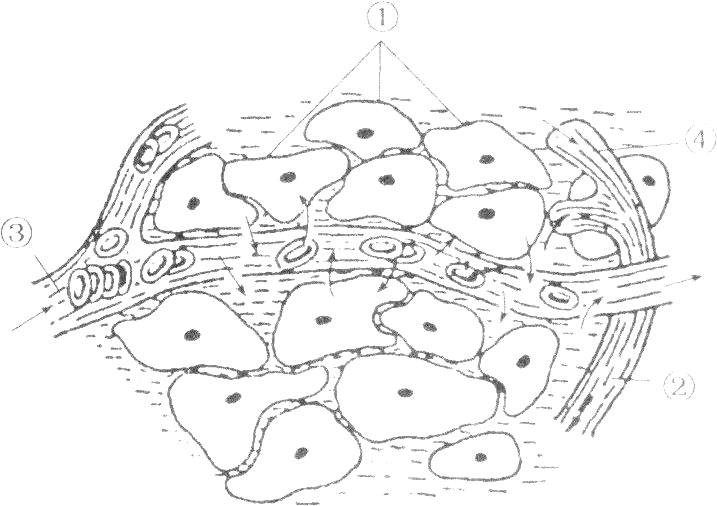 ①
④
③
②